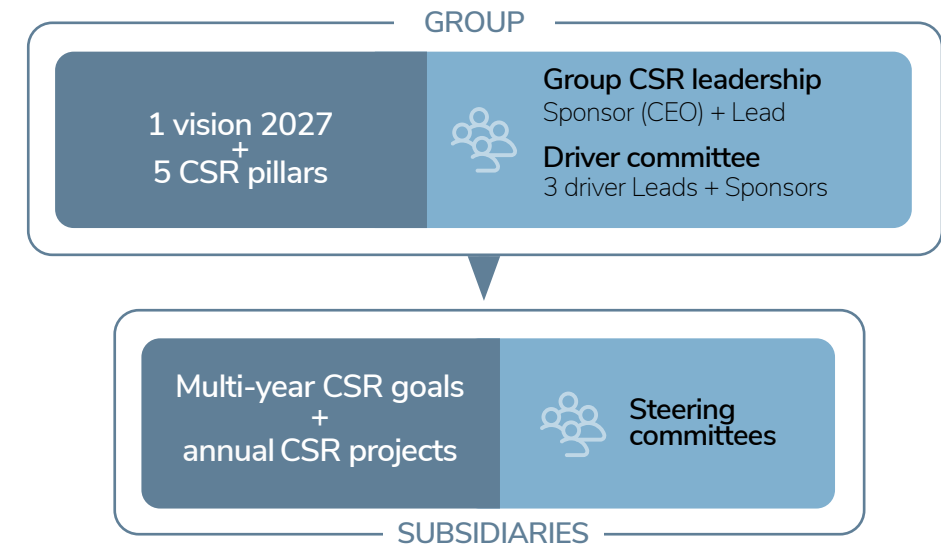 GROUP
1 vision 2027
+
5 CSR pillars
Group CSR leadership
Sponsor (CEO) + Lead
Driver committee
3 driver Leads + Sponsors
Multi-year CSR goals
+
annual CSR projects
Steering
committees
SUBSIDIARIES